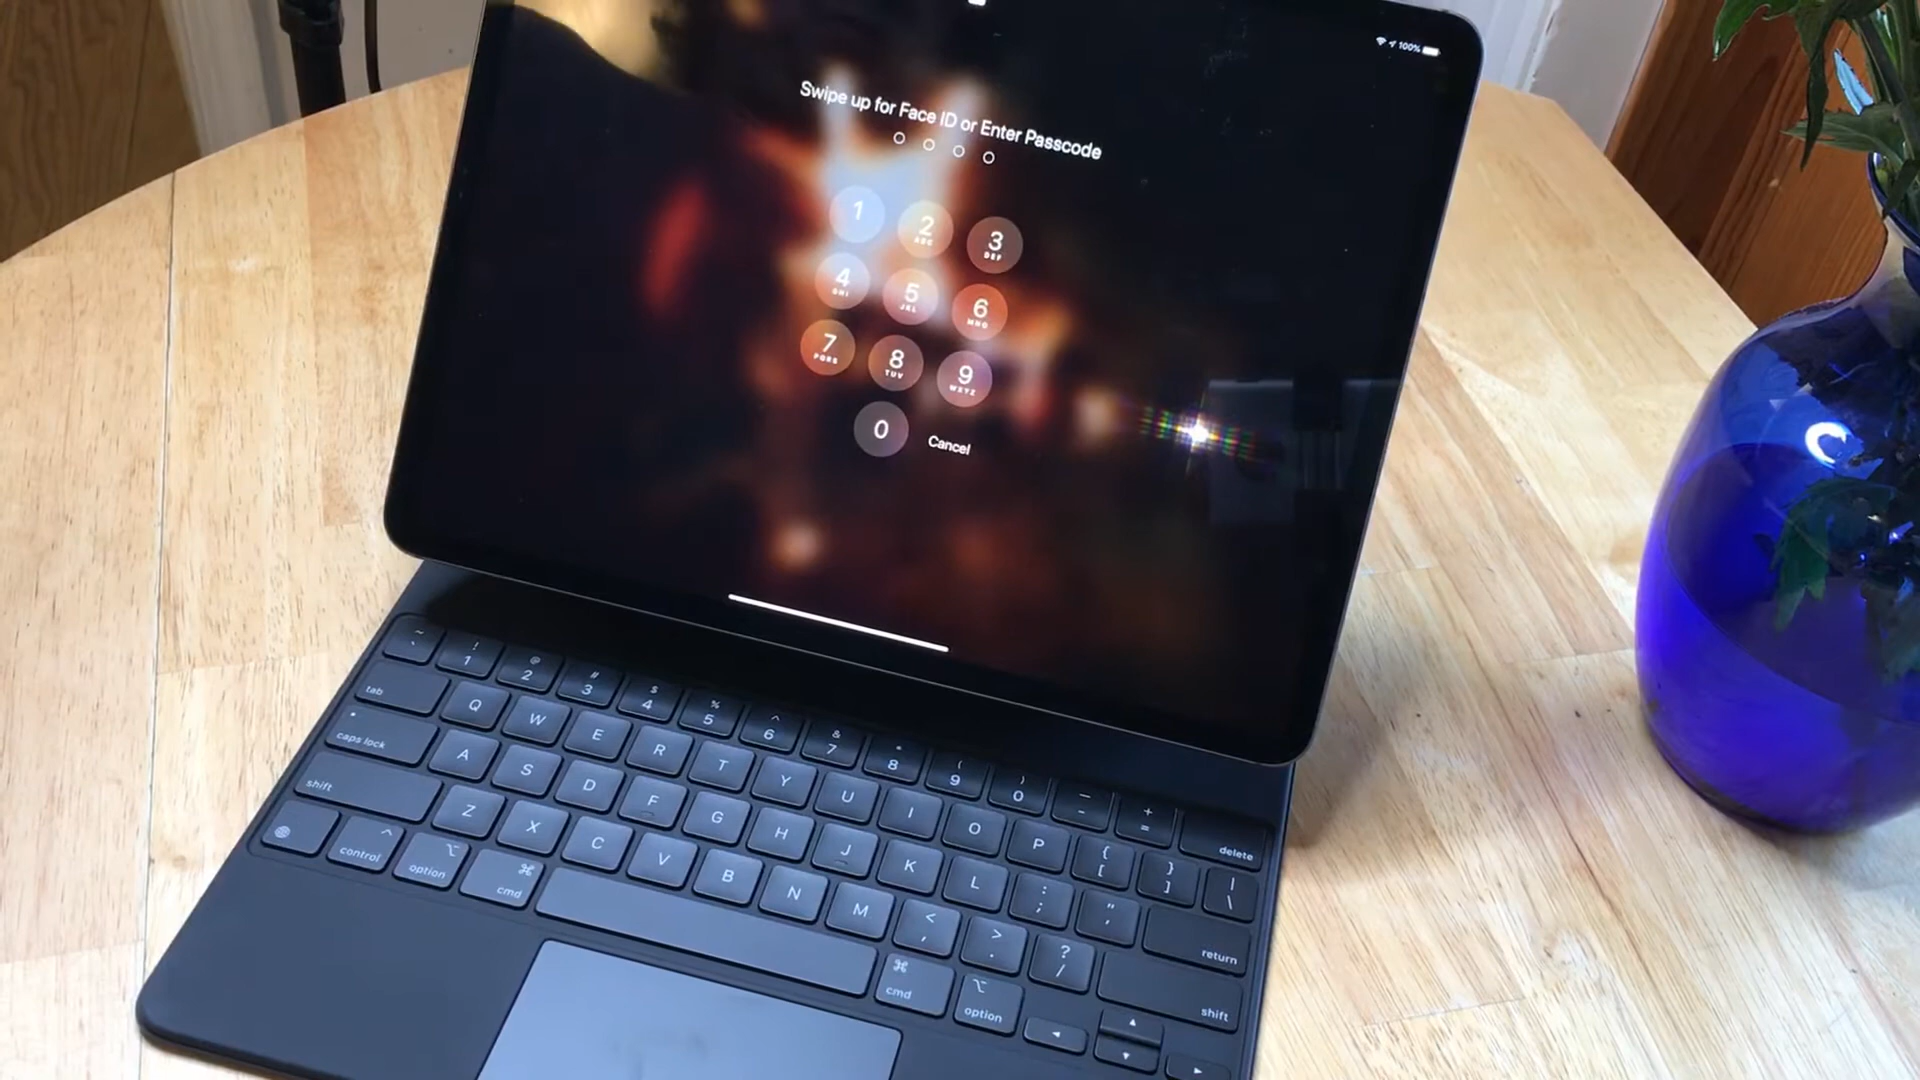 100%
Swipe up for Face ID or Enter Passcode
1 2 ABC 3 DEF
4 GHI 5 JKL 6 MNO
7 PQRS 8 TUV 9 WXYZ
0 Cancel
~ ` ! 1 @ 2 # 3 $ 4 % 5 ^ 6 & 7 * 8 ( 9 ) 0 _ - + = delete
tab Q W E R T Y U I O P { [ } ] | \
caps lock A S D F G H J K L : ; " ' return
shift Z X C V B N M < , > . ? / shift
^ control ⌥ option ⌘ cmd ⌘ cmd ⌥ option ◄ ▲ ▼ ►